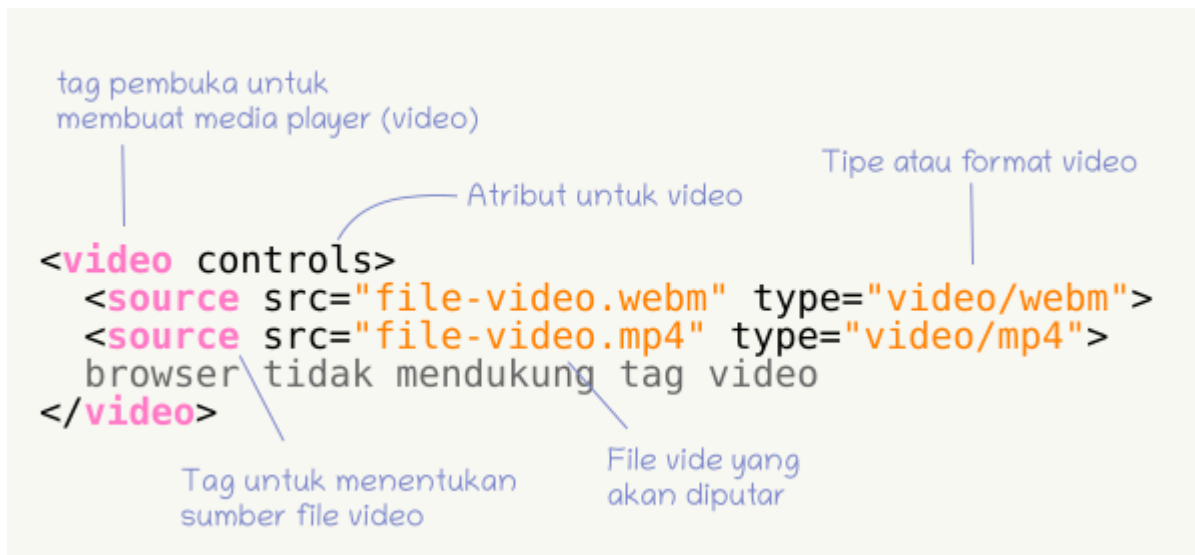 tag pembuka untuk
membuat media player (video)
Tipe atau format video
Atribut untuk video
<video controls>
<source src="file-video.webm" type="video/webm">
<source src="file-video.mp4" type="video/mp4">
browser tidak mendukung tag video
</video>
Tag untuk menentukan
sumber file video
File vide yang
akan diputar